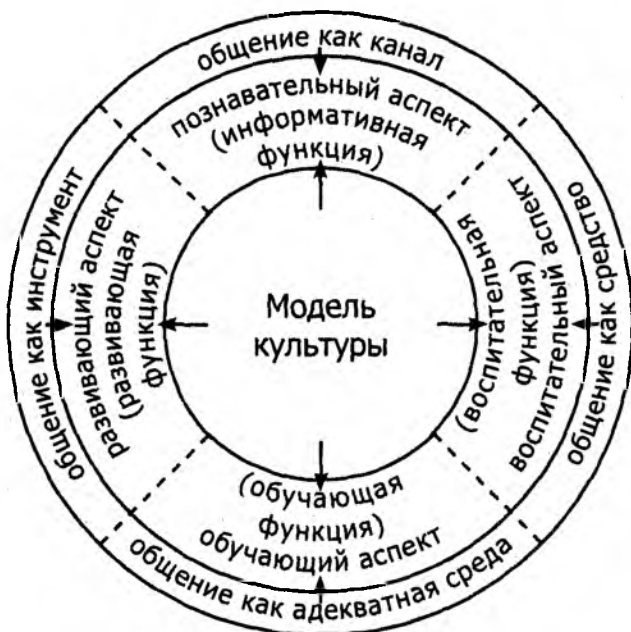 общение как канал
познавательный аспект
(информативная
функция)
общение как инструмент
развивающий аспект
(развивающая
функция)
Модель
культуры
(воспитательная
функция)
воспитательный аспект
общение как средство
(обучающая
функция)
обучающий аспект
общение как адекватная среда